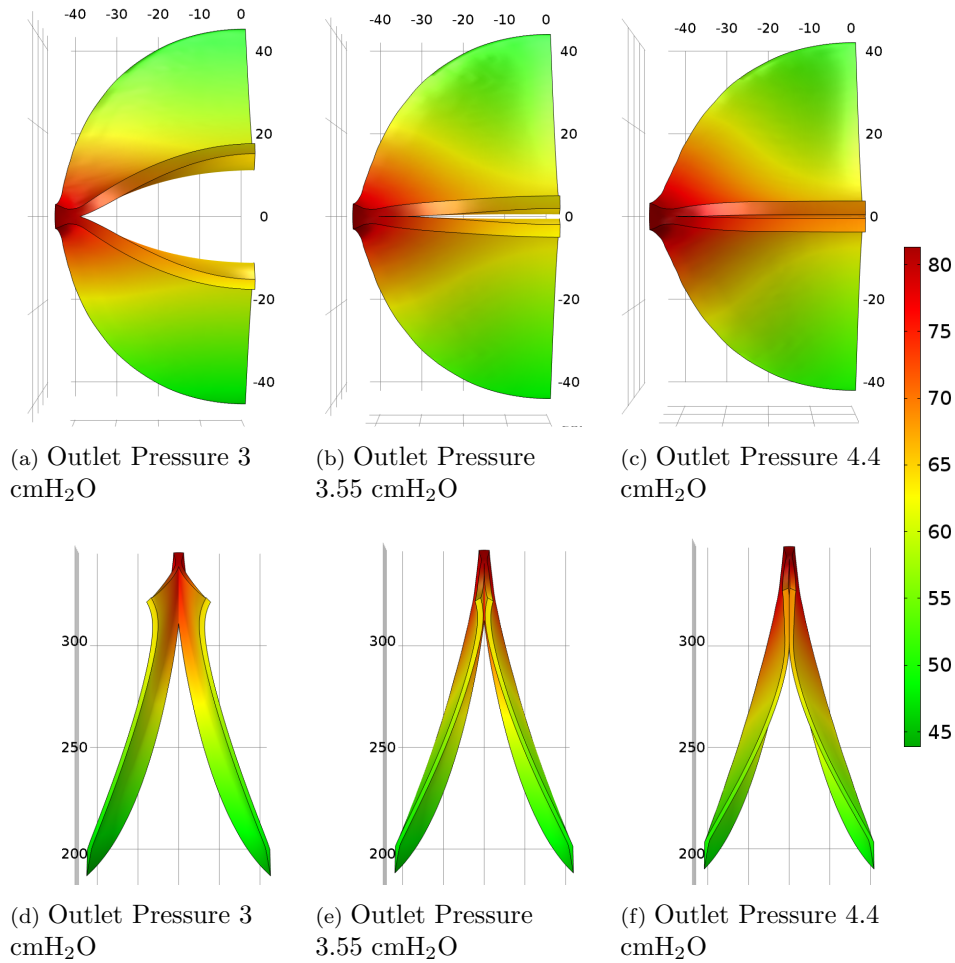 -40 -30 -20 -10 0
40
20
0
-20
-40
-40 -30 -20 -10 0
40
20
0
-20
-40
-40 -30 -20 -10 0
40
20
0
-20
-40
(a) Outlet Pressure 3
cmH₂O
(b) Outlet Pressure
3.55 cmH₂O
(c) Outlet Pressure 4.4
cmH₂O
300
250
200
300
250
200
300
250
200
(d) Outlet Pressure 3
cmH₂O
(e) Outlet Pressure
3.55 cmH₂O
(f) Outlet Pressure 4.4
cmH₂O
80
75
70
65
60
55
50
45